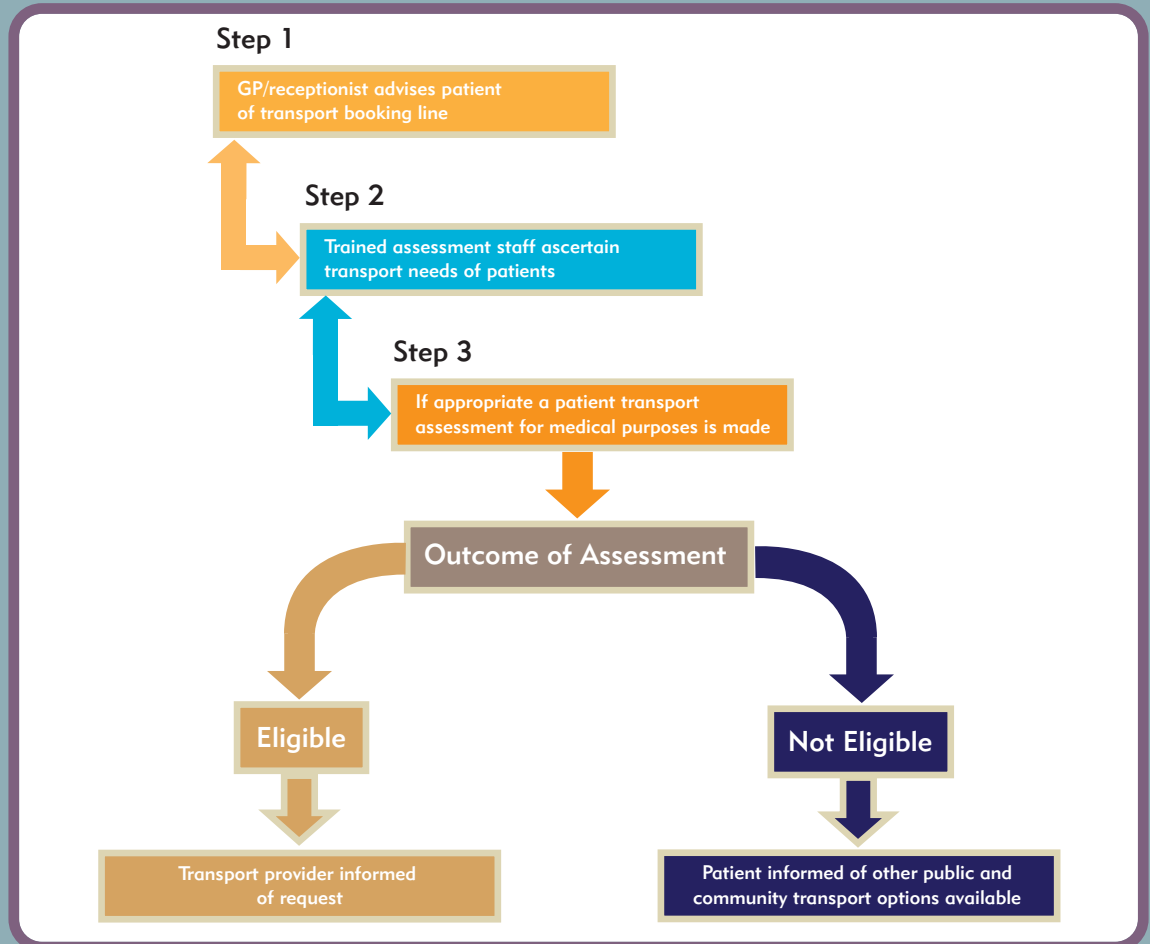 Step 1
GP/receptionist advises patient
of transport booking line
Step 2
Trained assessment staff ascertain
transport needs of patients
Step 3
If appropriate a patient transport
assessment for medical purposes is made
Outcome of Assessment
Eligible
Not Eligible
Transport provider informed
of request
Patient informed of other public and
community transport options available